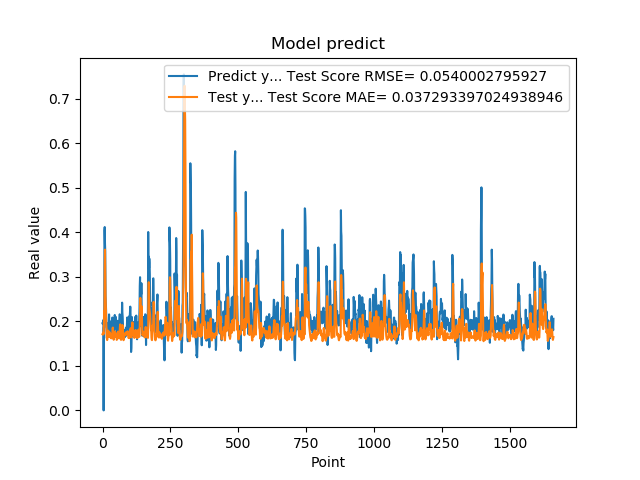 Model predict
Predict y... Test Score RMSE= 0.0540002795927
Test y... Test Score MAE= 0.037293397024938946
0.7
0.6
0.5
0.4
0.3
0.2
0.1
0.0
Real value
0 250 500 750 1000 1250 1500
Point